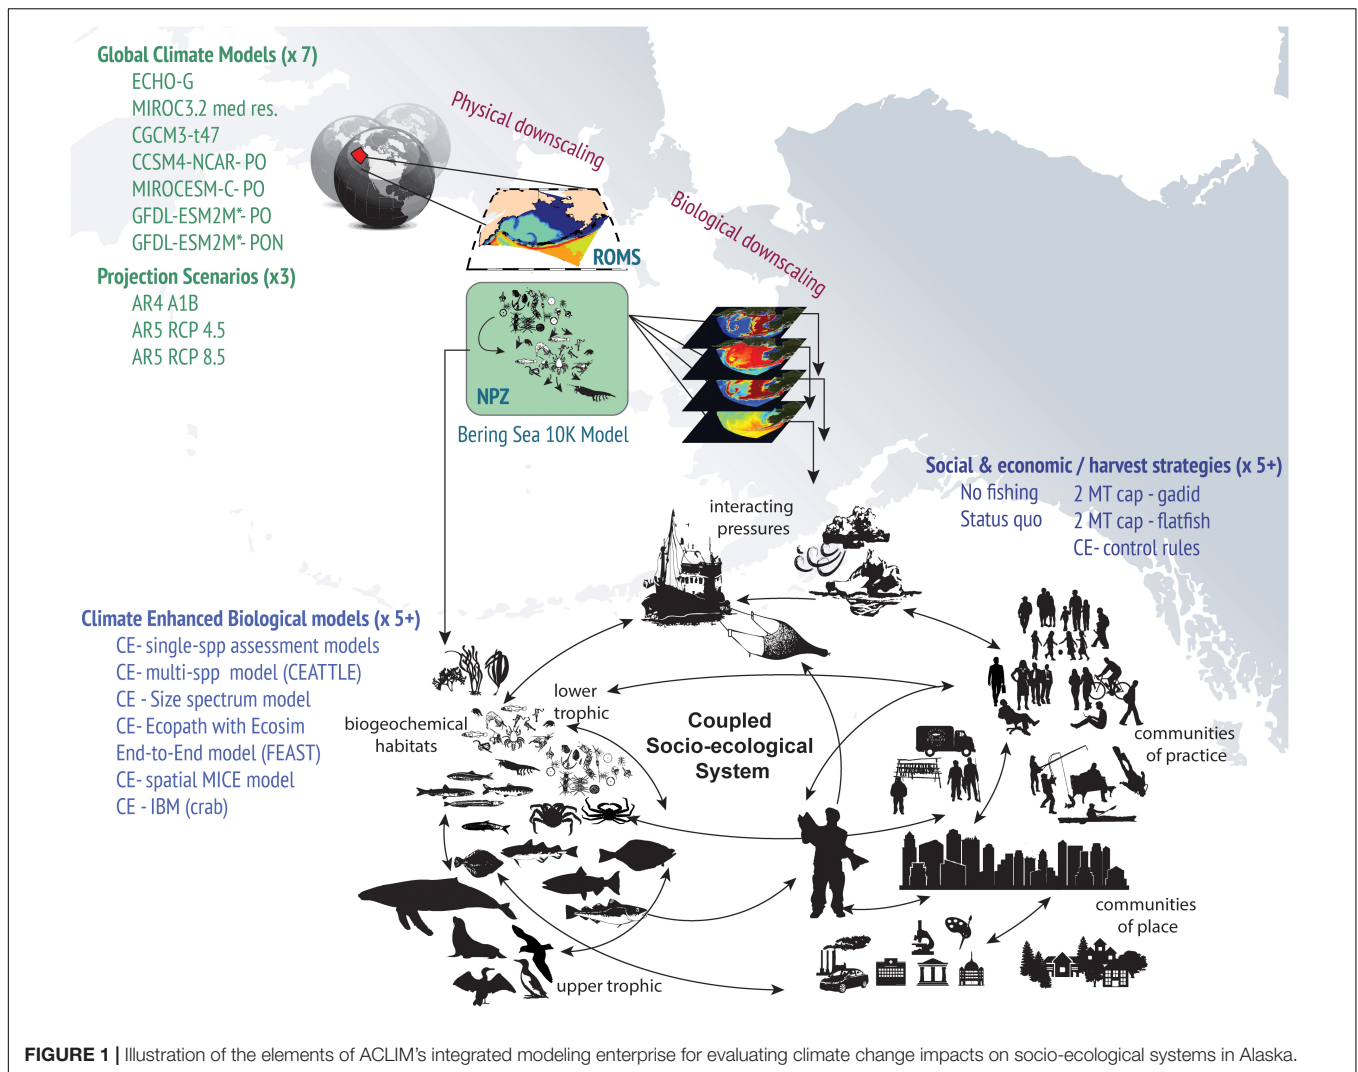 Global Climate Models (x 7)
ECHO-G
MIROC3.2 med res.
CGCM3-t47
CCSM4-NCAR- PO
MIROCESM-C- PO
GFDL-ESM2M*- PO
GFDL-ESM2M*- PON
Projection Scenarios (x3)
AR4 A1B
AR5 RCP 4.5
AR5 RCP 8.5
Physical downscaling
ROMS
Biological downscaling
NPZ
Bering Sea 10K Model
Social & economic / harvest strategies (x 5+)
No fishing
Status quo
2 MT cap - gadid
2 MT cap - flatfish
CE- control rules
interacting
pressures
Climate Enhanced Biological models (x 5+)
CE- single-spp assessment models
CE- multi-spp model (CEATTLE)
CE - Size spectrum model
CE- Ecopath with Ecosim
End-to-End model (FEAST)
CE- spatial MICE model
CE - IBM (crab)
biogeochemical
habitats
lower
trophic
Coupled
Socio-ecological
System
communities
of practice
communities
of place
upper trophic
FIGURE 1 | Illustration of the elements of ACLIM's integrated modeling enterprise for evaluating climate change impacts on socio-ecological systems in Alaska.